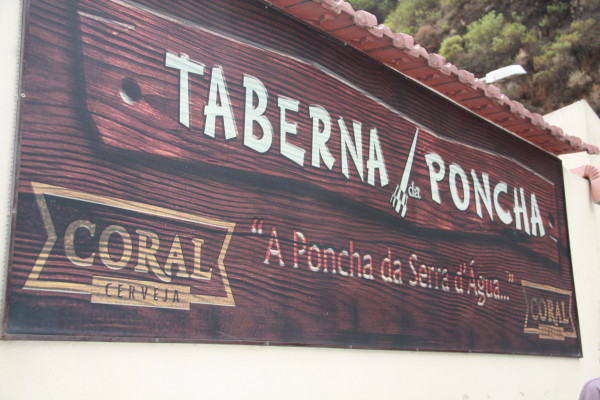 TABERNA da PONCHA
CORAL
CERVEJA
"A Poncha da Serra d'Água..."
CORAL